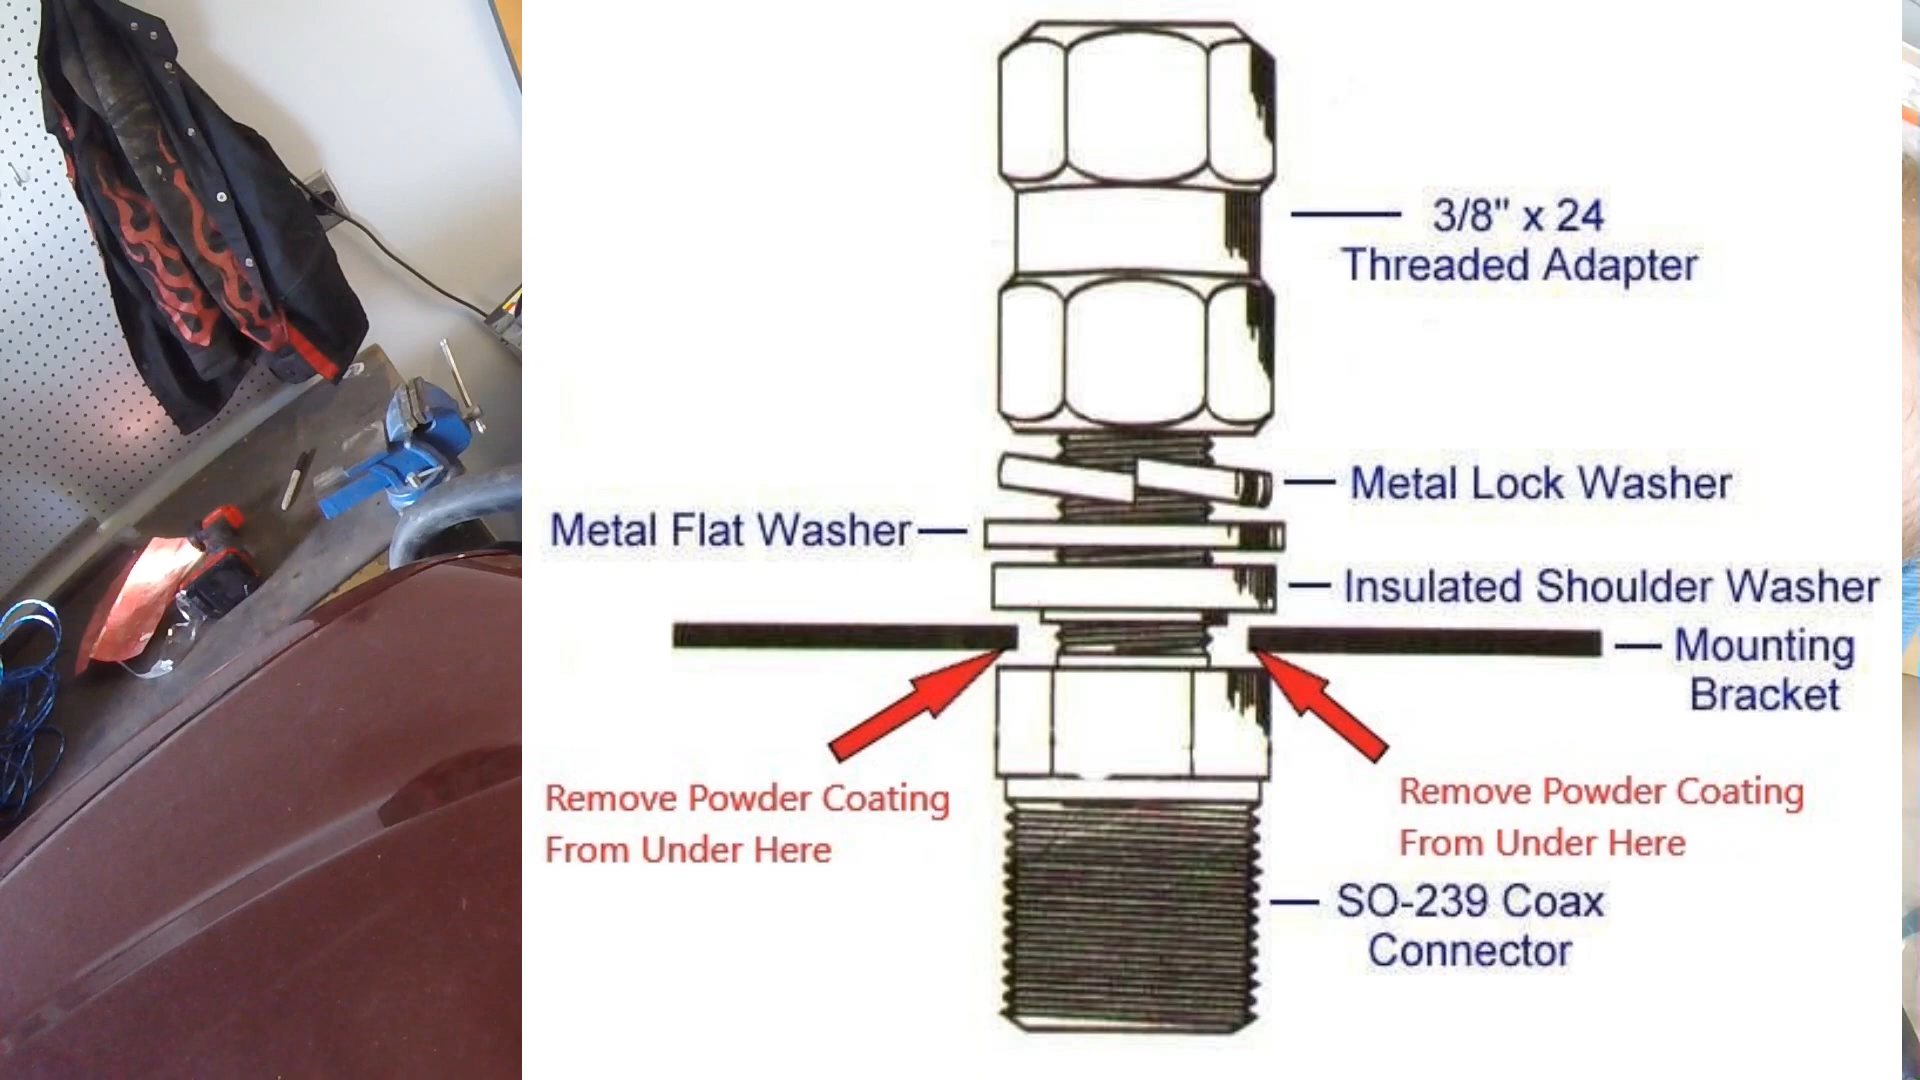 3/8" x 24
Threaded Adapter
Metal Lock Washer
Metal Flat Washer
Insulated Shoulder Washer
Mounting
Bracket
Remove Powder Coating
From Under Here
Remove Powder Coating
From Under Here
SO-239 Coax
Connector